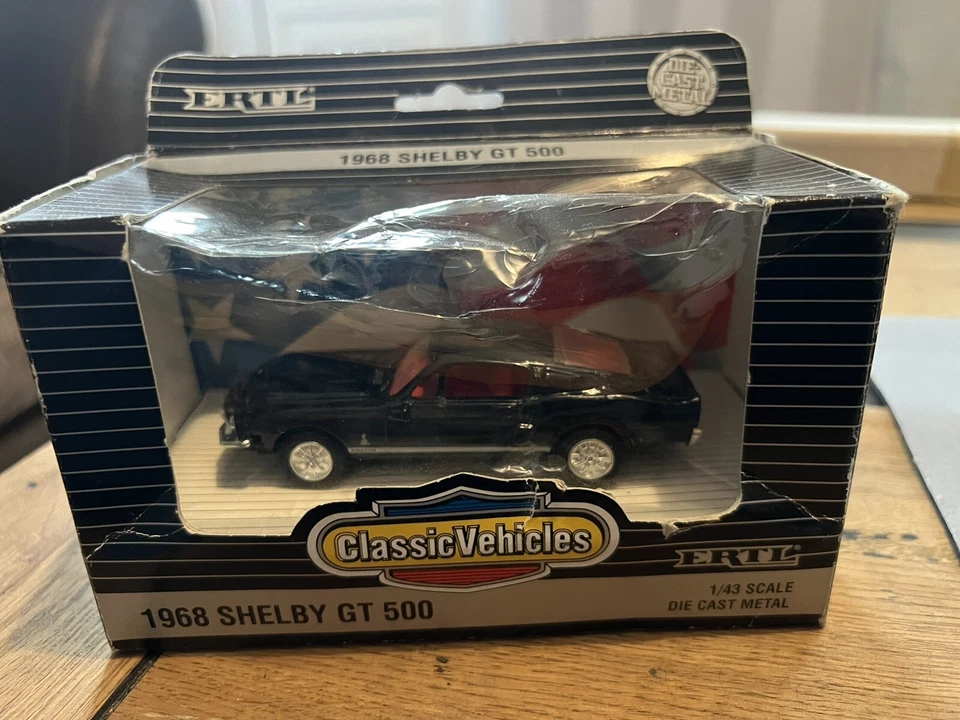 ERTL
DIE
CAST
METAL
1968 SHELBY GT 500
ClassicVehicles
ERTL
1/43 SCALE
DIE CAST METAL
1968 SHELBY GT 500